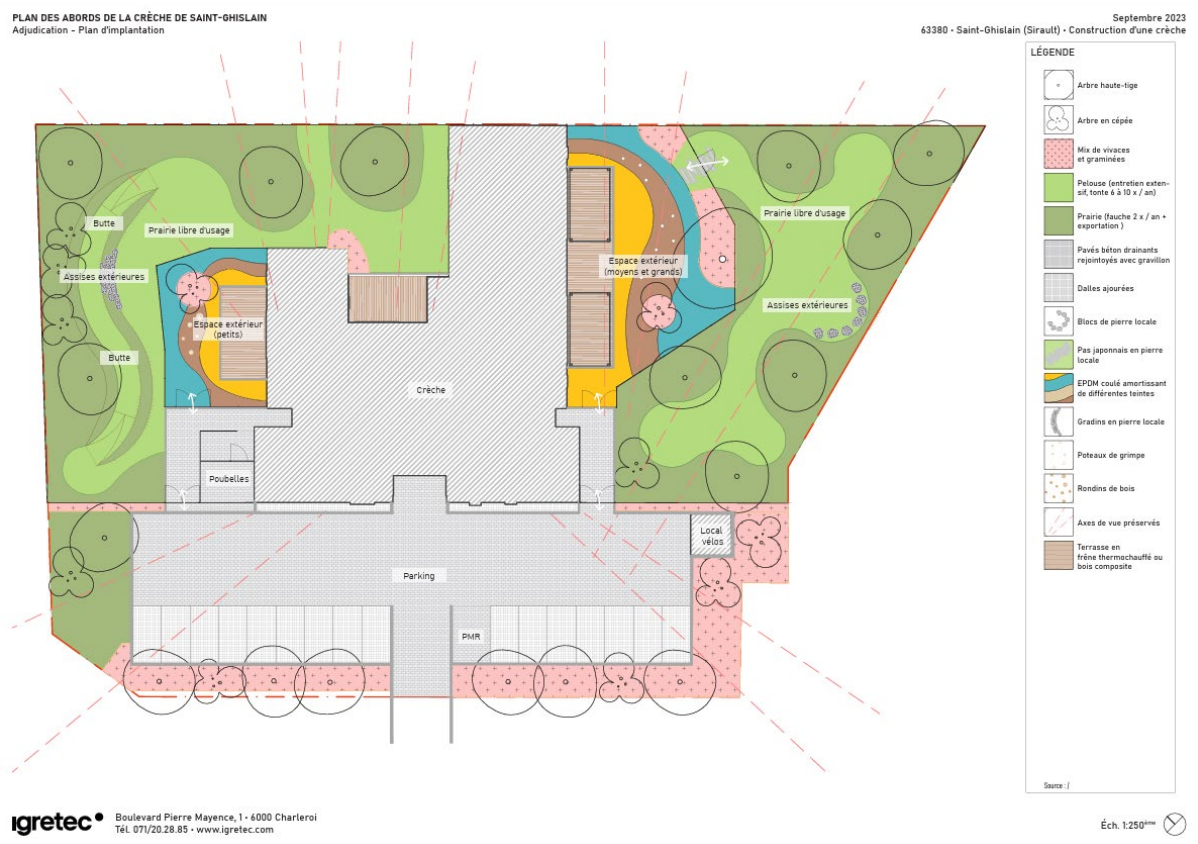 PLAN DES ABORDS DE LA CRÈCHE DE SAINT-GHISLAIN
Adjudication - Plan d'implantation
Septembre 2023
63380 • Saint-Ghislain (Sirault) • Construction d'une crèche
LÉGENDE
Arbre haute-tige
Arbre en cépée
Mix de vivaces
et graminées
Pelouse (entretien exten-
sif, tonte 6 à 10 x / an)
Prairie (fauche 2 x / an +
exportation )
Pavés béton drainants
rejointoyés avec gravillon
Dalles ajourées
Blocs de pierre locale
Pas japonnais en pierre
locale
EPDM coulé amortissant
de différentes teintes
Gradins en pierre locale
Poteaux de grimpe
Rondins de bois
Axes de vue préservés
Terrasse en
frêne thermochauffé ou
bois composite
Source : /
Butte
Prairie libre d'usage
Assises extérieures
Espace extérieur
(petits)
Butte
Poubelles
Crèche
Espace extérieur
(moyens et grands)
Prairie libre d'usage
Assises extérieures
Local
vélos
Parking
PMR
igretec
Boulevard Pierre Mayence, 1 • 6000 Charleroi
Tél. 071/20.28.85 • www.igretec.com
Éch. 1:250ème